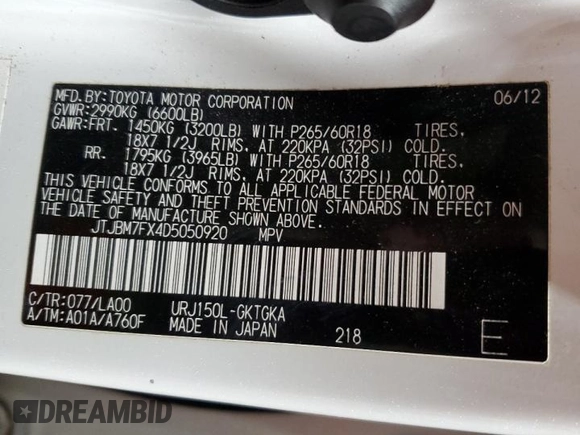 MFD.BY:TOYOTA MOTOR CORPORATION 06/12
GVWR:2990KG (6600LB)
GAWR:FRT. 1450KG (3200LB) WITH P265/60R18 TIRES,
18X7 1/2J RIMS, AT 220KPA (32PSI) COLD.
RR. 1795KG (3965LB) WITH P265/60R18 TIRES,
18X7 1/2J RIMS, AT 220KPA (32PSI) COLD.
THIS VEHICLE CONFORMS TO ALL APPLICABLE FEDERAL MOTOR
VEHICLE SAFETY AND THEFT PREVENTION STANDARDS IN EFFECT ON
THE DATE OF MANUFACTURE SHOWN ABOVE.
JTJBM7FX4D5050920 MPV
C/TR:077/LA00 URJ150L-GKTGKA
A/TM:A01A/A760F MADE IN JAPAN 218 E
DREAMBID